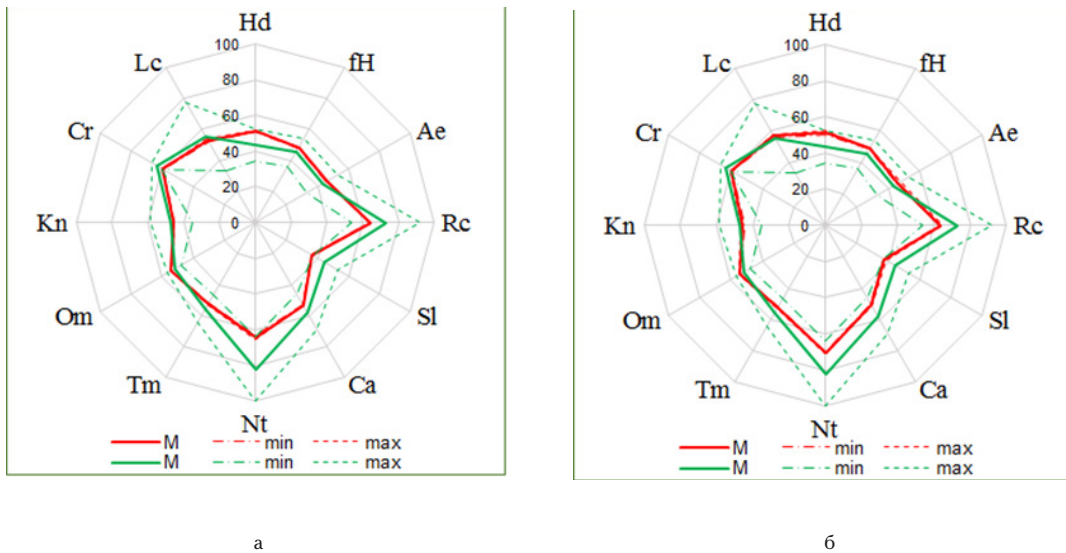 Hd
100
Lc
fH
80
60
Cr
Ae
40
20
Kn
0
Rc
Om
Sl
Tm
Ca
Nt
M min max
M min max
а
Hd
100
Lc
fH
80
60
Cr
Ae
40
20
Kn
0
Rc
Om
Sl
Tm
Ca
Nt
M min max
M min max
б